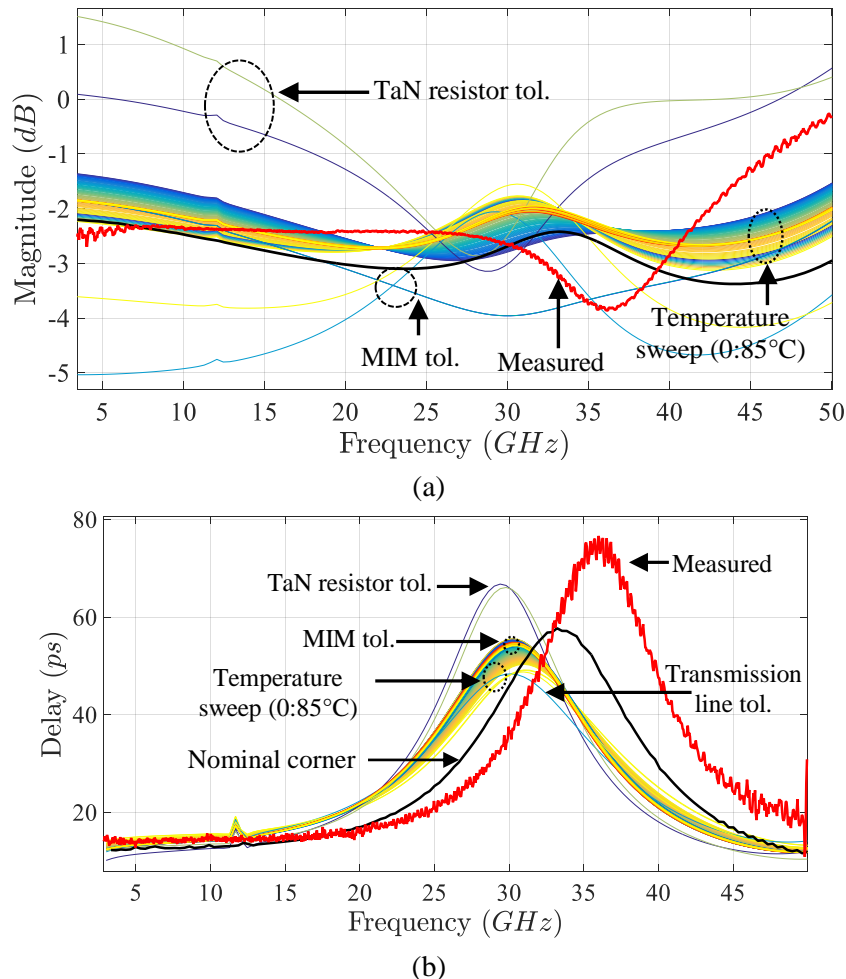 1
0
-1
-2
-3
-4
-5
Magnitude (dB)
TaN resistor tol.
MIM tol.
Measured
Temperature
sweep (0:85°C)
5
10
15
20
25
30
35
40
45
50
Frequency (GHz)
(a)
80
60
40
20
Delay (ps)
TaN resistor tol.
Measured
MIM tol.
Temperature
sweep (0:85°C)
Transmission
line tol.
Nominal corner
5
10
15
20
25
30
35
40
45
Frequency (GHz)
(b)